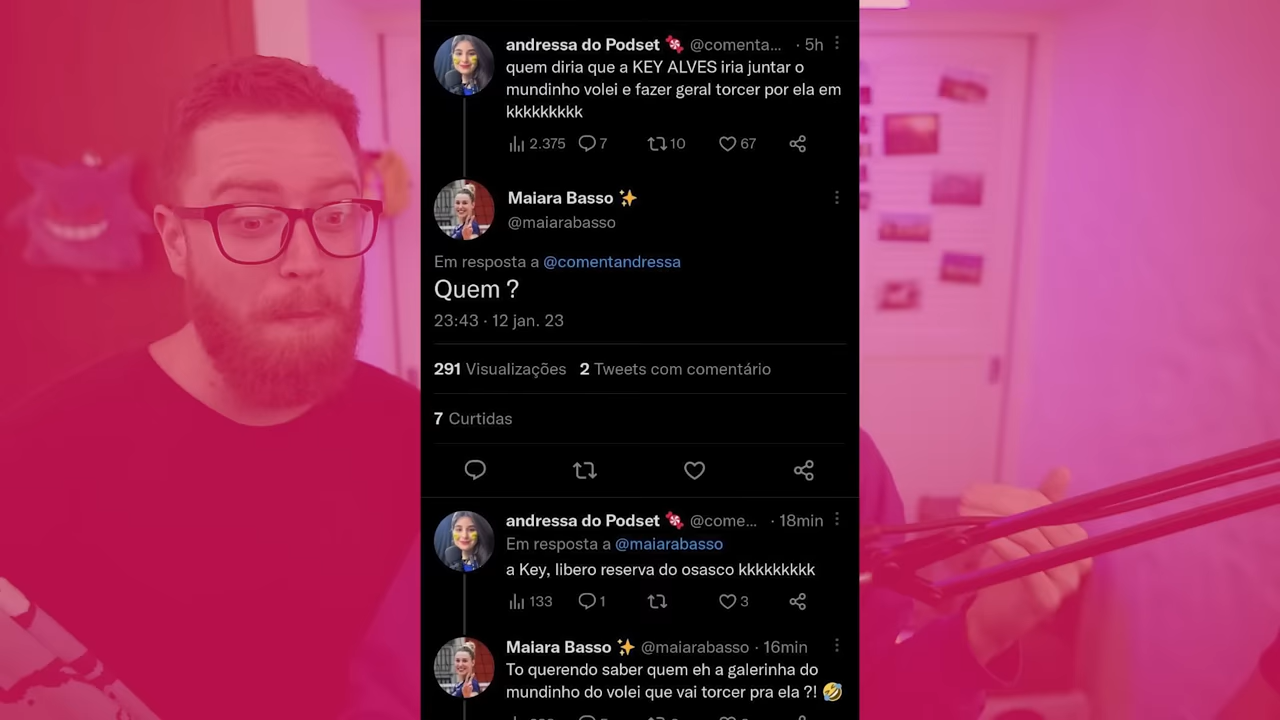 andressa do Podset 🍬 @comenta... · 5h
quem diria que a KEY ALVES iria juntar o
mundinho volei e fazer geral torcer por ela em
kkkkkkkkk
2.375 7 10 67
Maiara Basso ✨
@maiarabasso
Em resposta a @comentandressa
Quem ?
23:43 · 12 jan. 23
291 Visualizações 2 Tweets com comentário
7 Curtidas
andressa do Podset 🍬 @come... · 18min
Em resposta a @maiarabasso
a Key, libero reserva do osasco kkkkkkkkk
133 1 3
Maiara Basso ✨ @maiarabasso · 16min
To querendo saber quem eh a galerinha do
mundinho do volei que vai torcer pra ela ?! 🤣